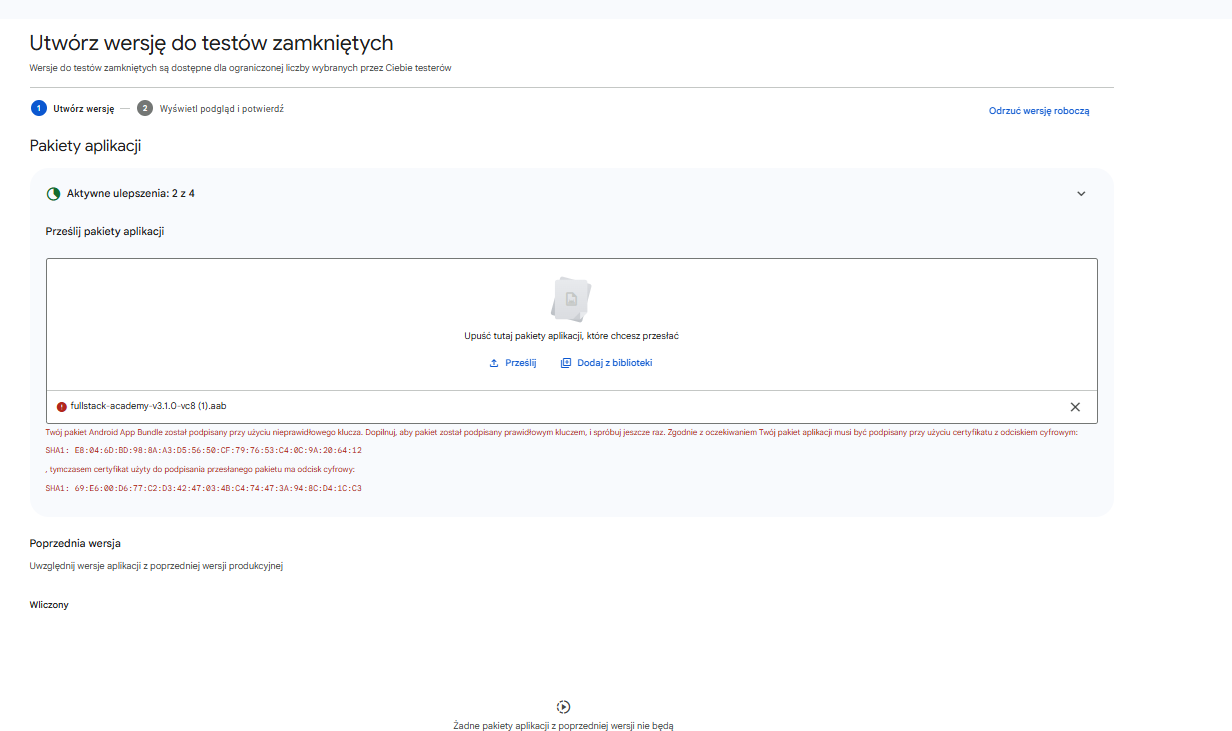 Utwórz wersję do testów zamkniętych
Wersje do testów zamkniętych są dostępne dla ograniczonej liczby wybranych przez Ciebie testerów
1 Utwórz wersję — 2 Wyświetl podgląd i potwierdź
Odrzuć wersję roboczą
Pakiety aplikacji
Aktywne ulepszenia: 2 z 4
Prześlij pakiety aplikacji
Upuść tutaj pakiety aplikacji, które chcesz przesłać
Prześlij Dodaj z biblioteki
fullstack-academy-v3.1.0-vc8 (1).aab
Twój pakiet Android App Bundle został podpisany przy użyciu nieprawidłowego klucza. Dopilnuj, aby pakiet został podpisany prawidłowym kluczem, i spróbuj jeszcze raz. Zgodnie z oczekiwaniem Twój pakiet aplikacji musi być podpisany przy użyciu certyfikatu z odciskiem cyfrowym:
SHA1: E8:04:6D:BD:98:8A:A3:D5:56:50:CF:79:76:53:C4:0C:9A:20:64:12
, tymczasem certyfikat użyty do podpisania przesłanego pakietu ma odcisk cyfrowy:
SHA1: 69:E6:00:D6:77:C2:D3:42:47:03:4B:C4:74:47:3A:94:8C:D4:1C:C3
Poprzednia wersja
Uwzględnij wersje aplikacji z poprzedniej wersji produkcyjnej
Wliczony
Żadne pakiety aplikacji z poprzedniej wersji nie będą